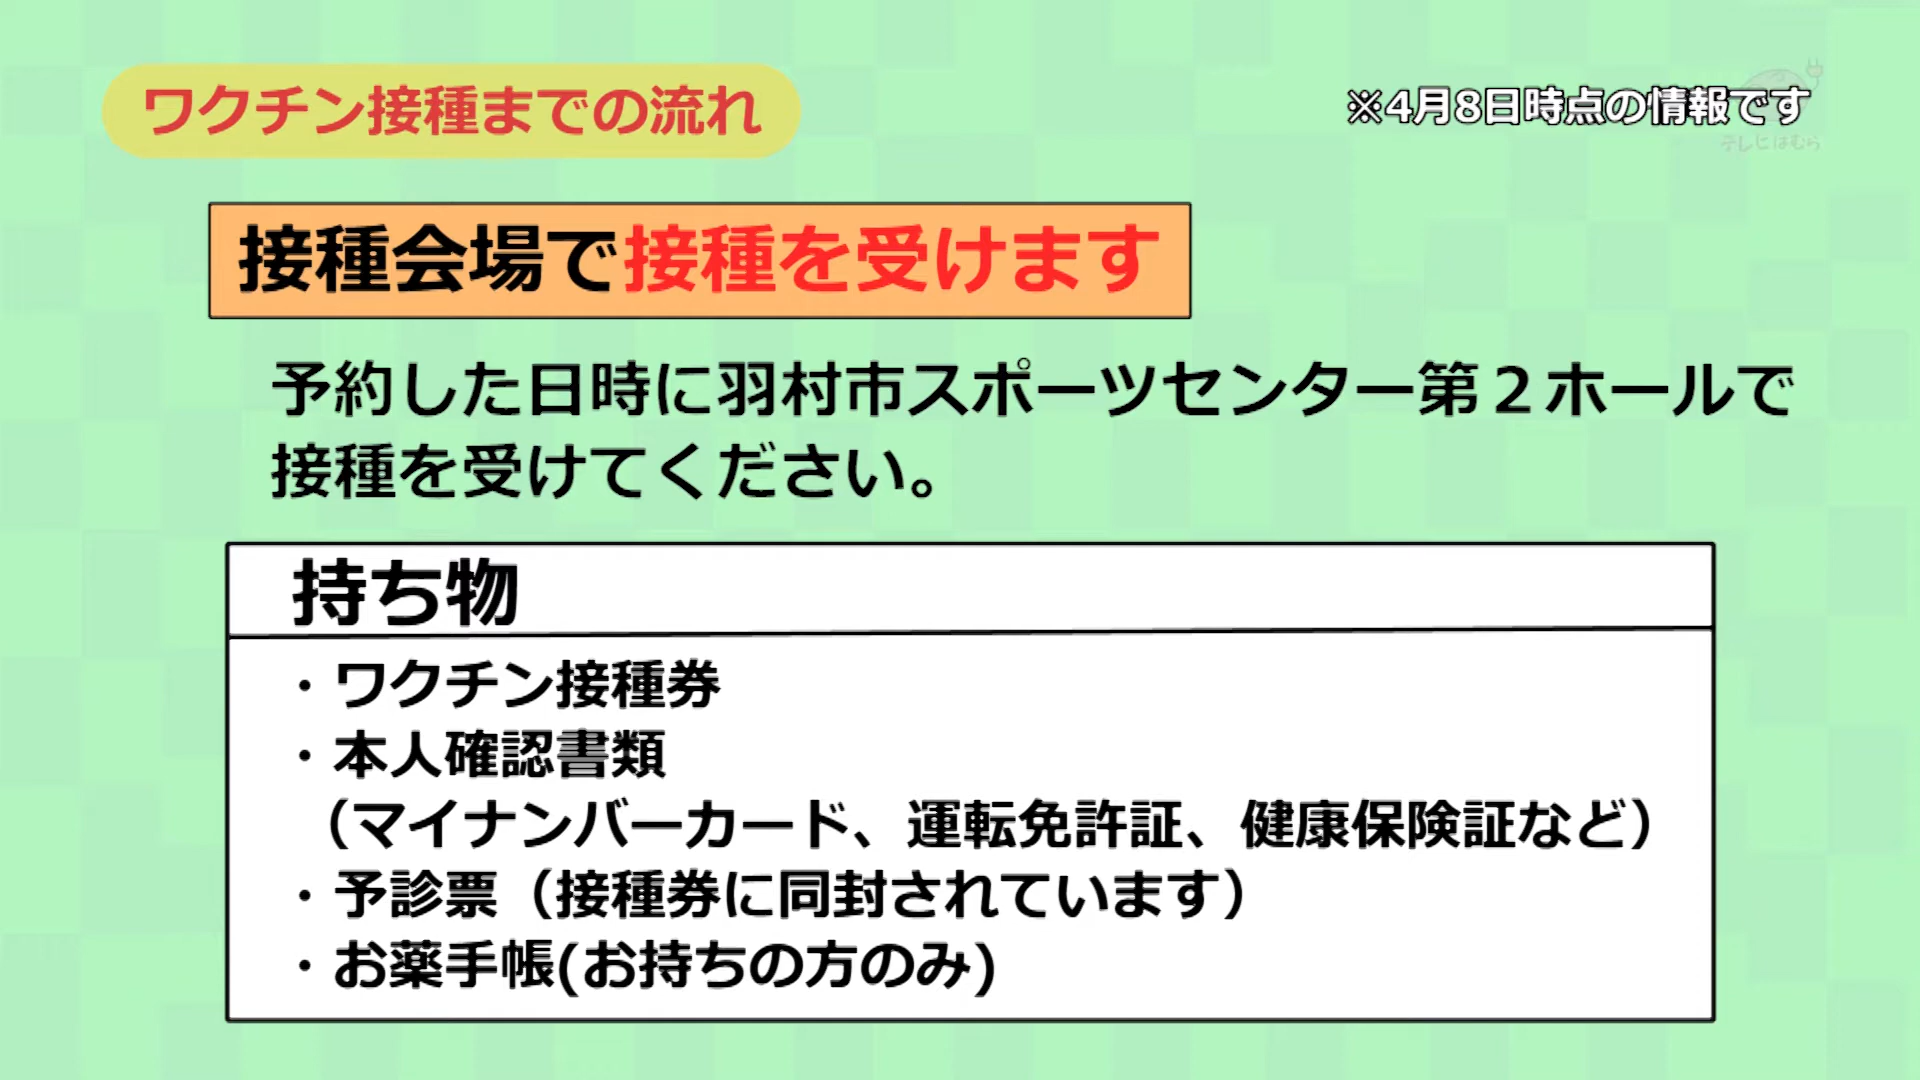 ワクチン接種までの流れ
※4月8日時点の情報です
テレビはむら
接種会場で接種を受けます
予約した日時に羽村市スポーツセンター第２ホールで
接種を受けてください。
持ち物
・ワクチン接種券
・本人確認書類
（マイナンバーカード、運転免許証、健康保険証など）
・予診票（接種券に同封されています）
・お薬手帳(お持ちの方のみ)